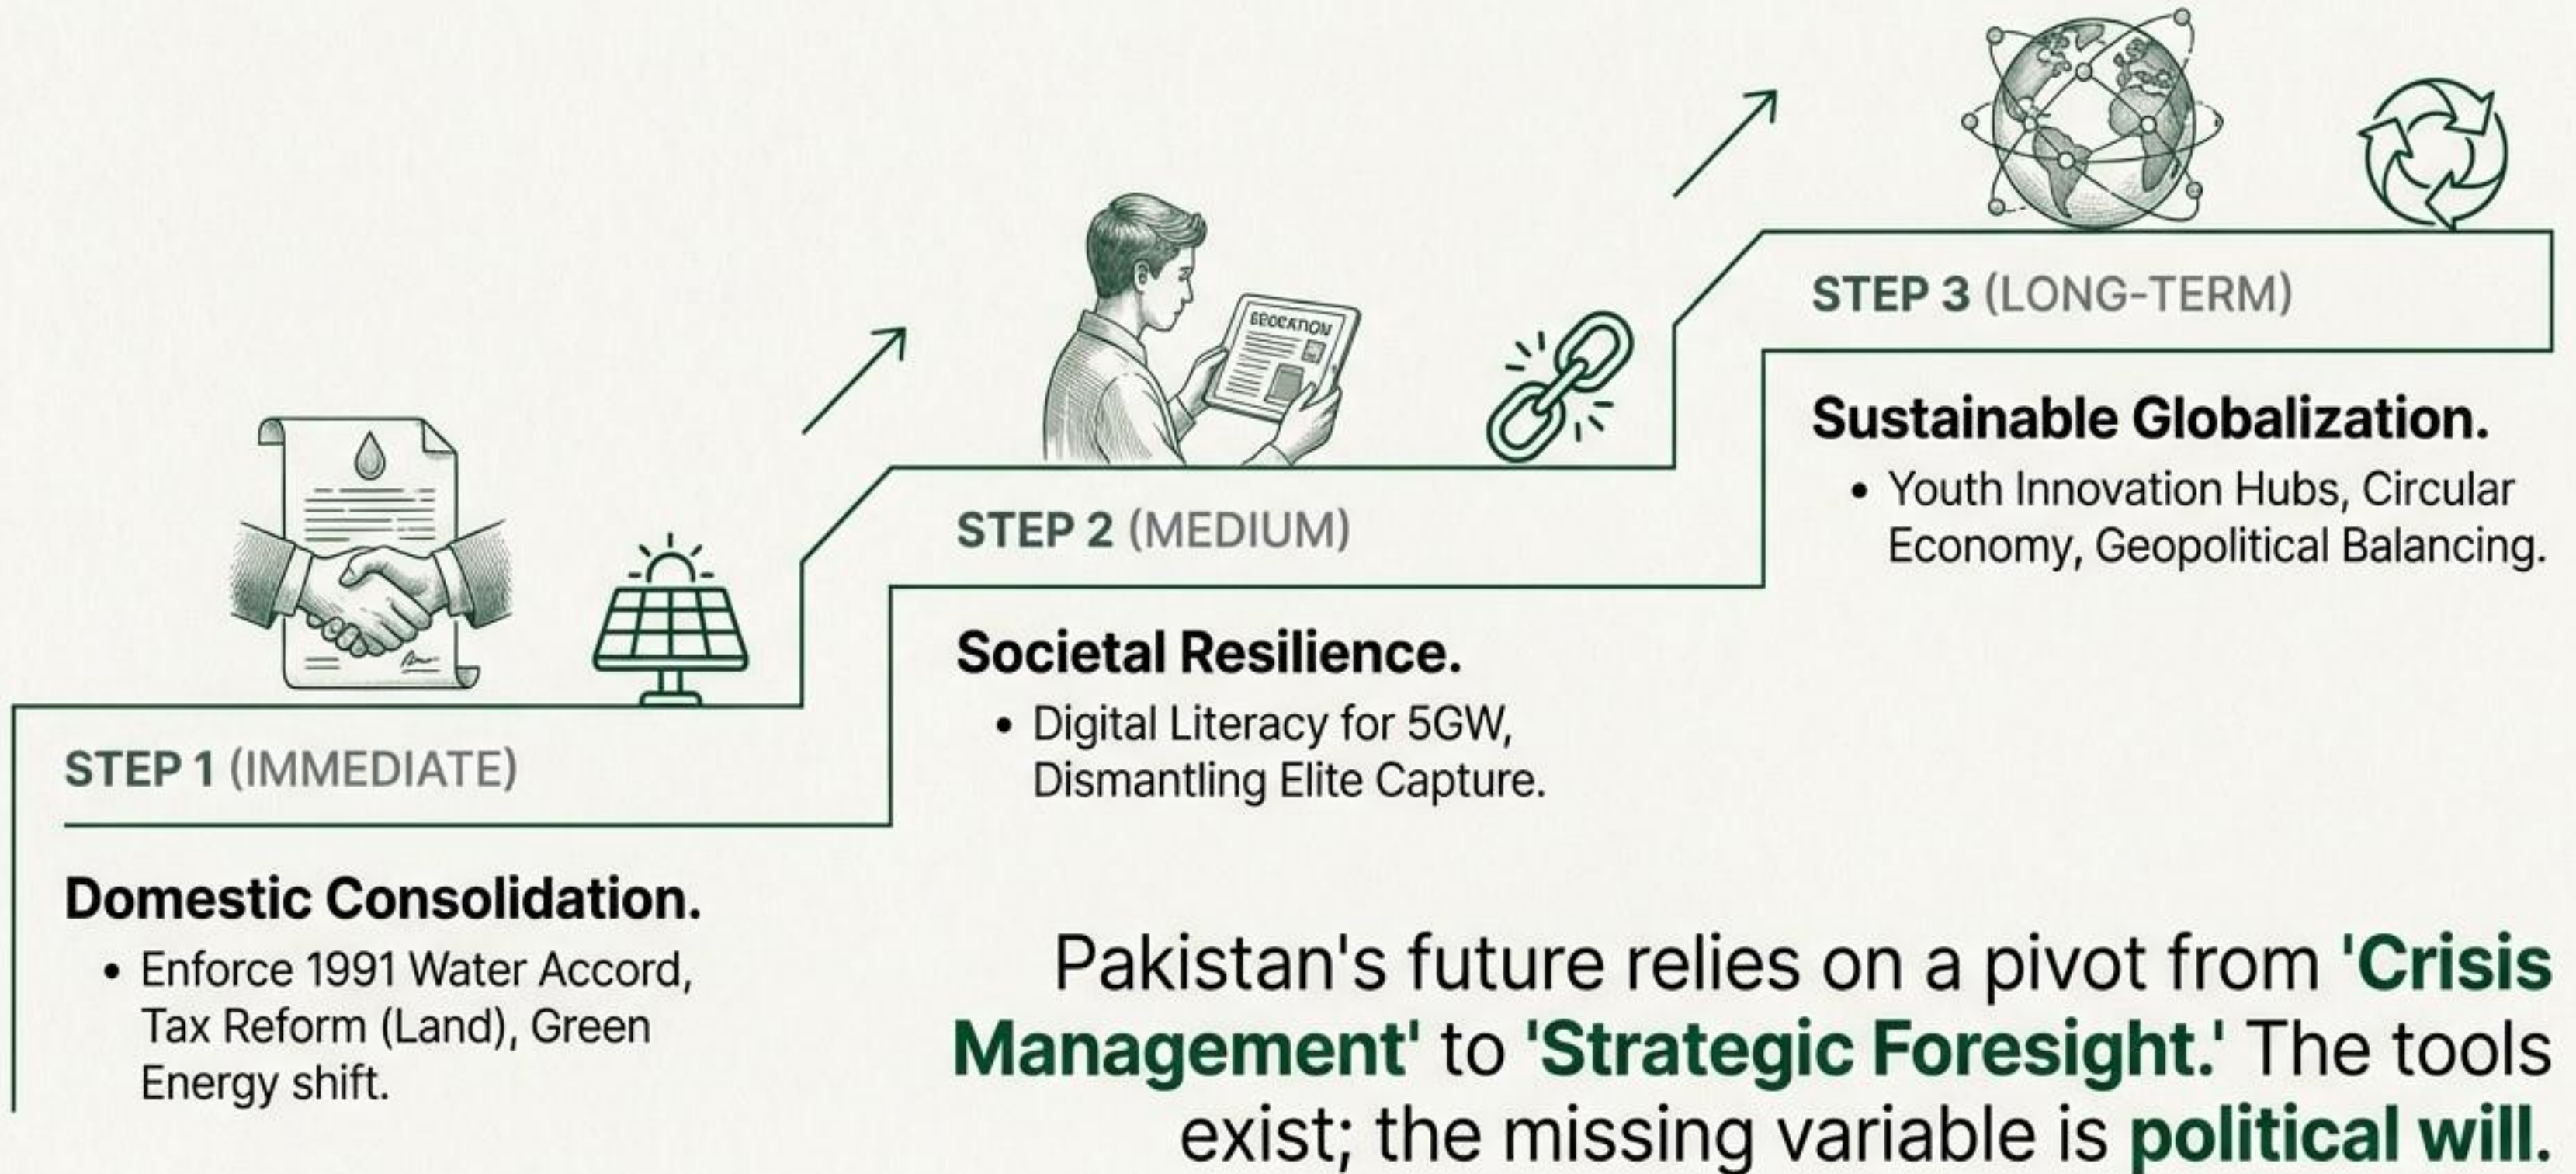 STEP 1 (IMMEDIATE)
Domestic Consolidation.
• Enforce 1991 Water Accord,
Tax Reform (Land), Green
Energy shift.
STEP 2 (MEDIUM)
Societal Resilience.
• Digital Literacy for 5GW,
Dismantling Elite Capture.
STEP 3 (LONG-TERM)
Sustainable Globalization.
• Youth Innovation Hubs, Circular
Economy, Geopolitical Balancing.
Pakistan's future relies on a pivot from 'Crisis
Management' to 'Strategic Foresight.' The tools
exist; the missing variable is political will.